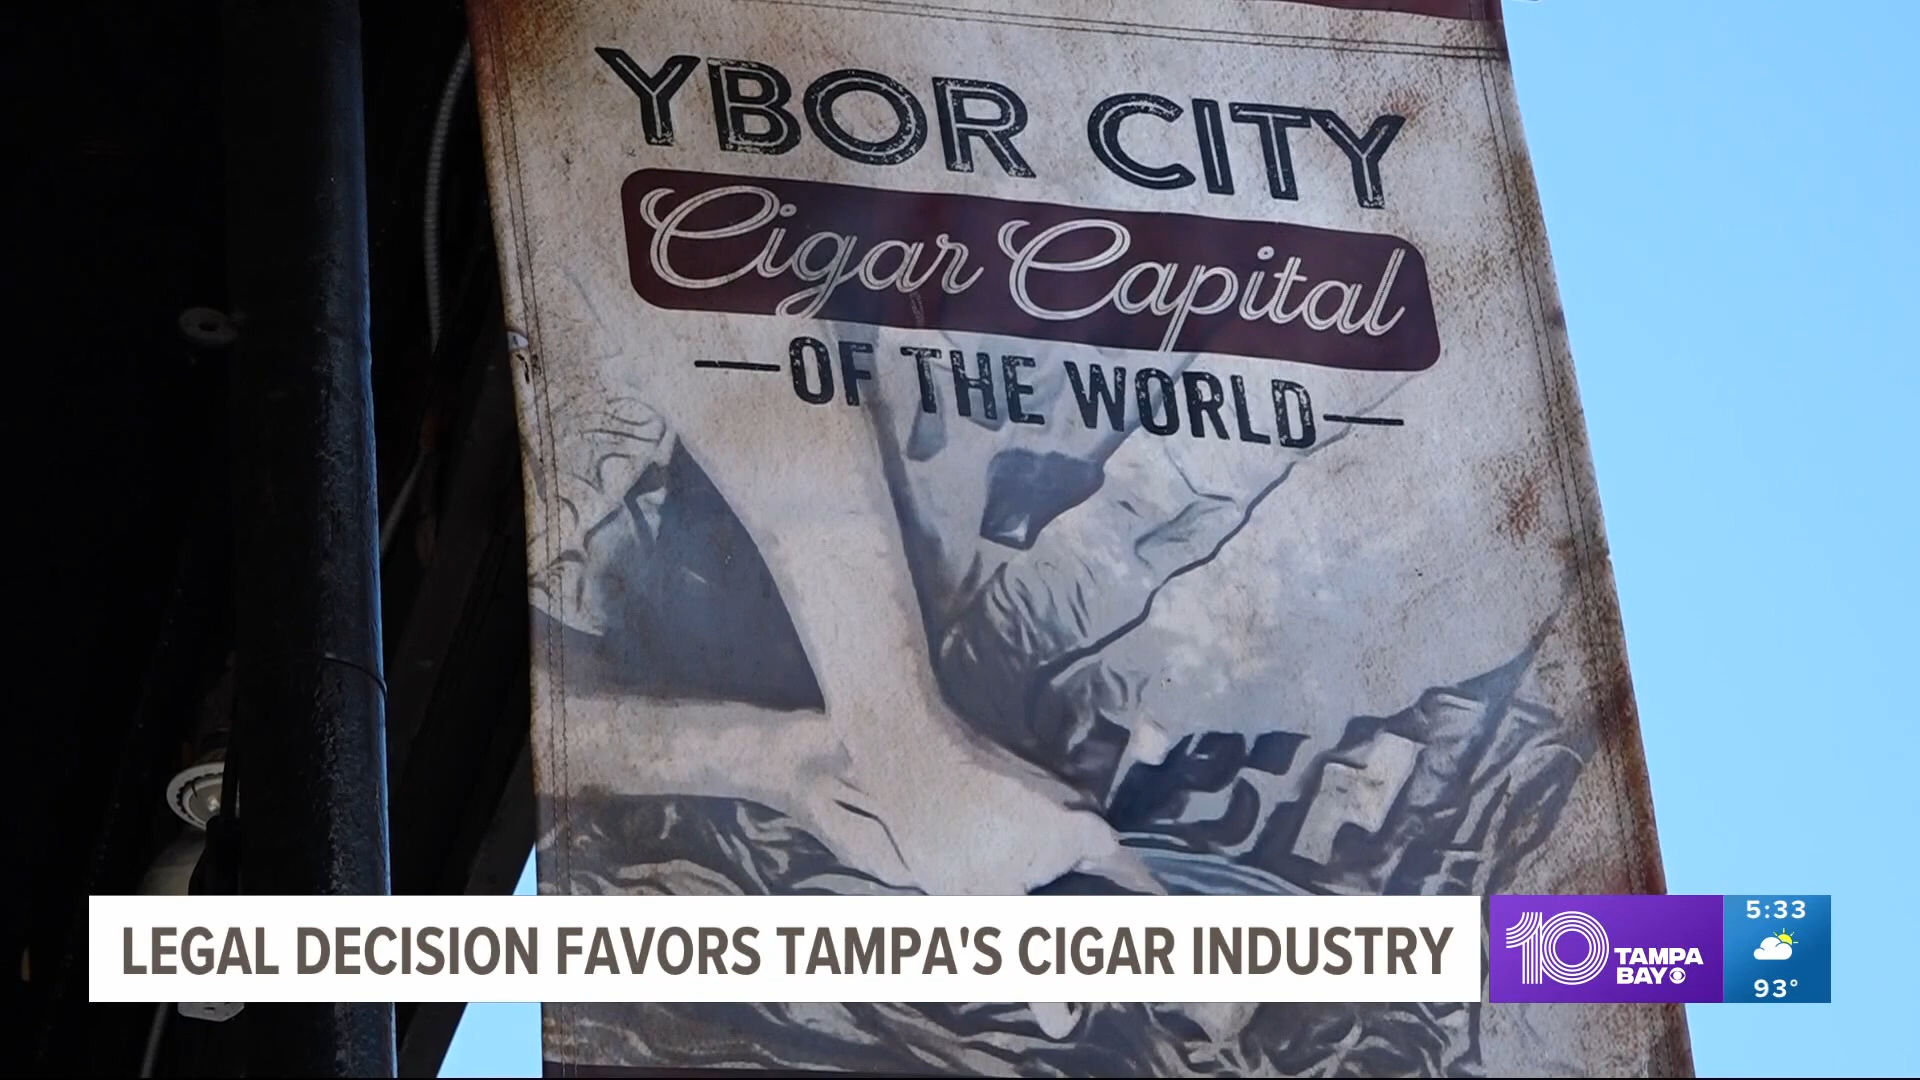 YBOR CITY
Cigar Capital
—OF THE WORLD—
LEGAL DECISION FAVORS TAMPA'S CIGAR INDUSTRY
10 TAMPA BAY
5:33
93°